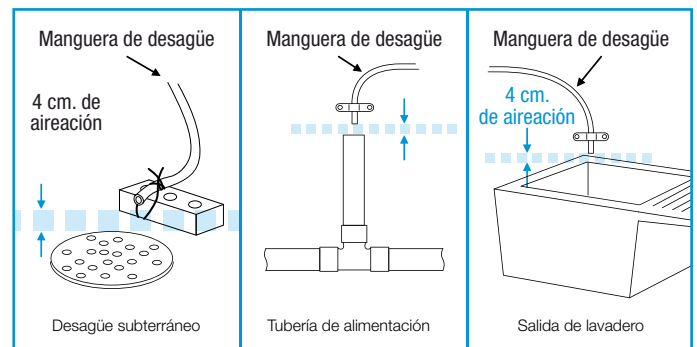 Manguera de desagüe
4 cm. de
aireación
Desagüe subterráneo
Manguera de desagüe
Tubería de alimentación
Manguera de desagüe
4 cm.
de aireación
Salida de lavadero